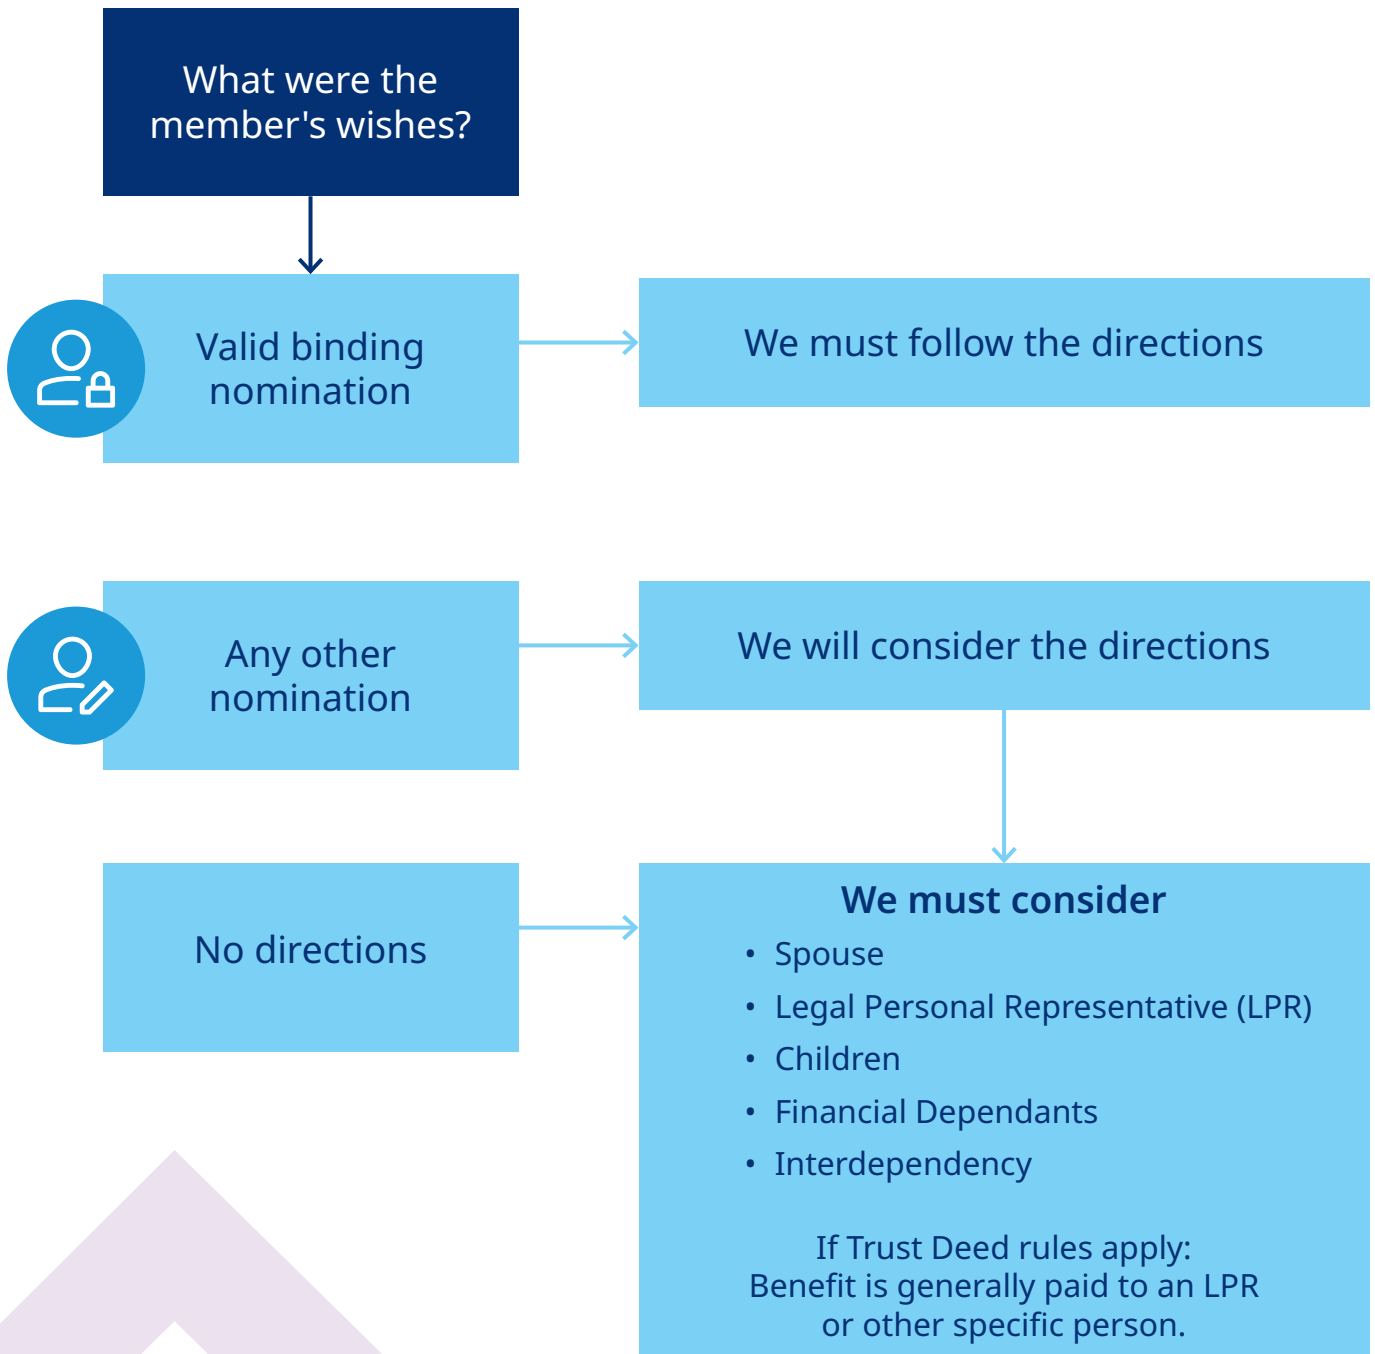 What were the
member's wishes?
Valid binding
nomination
We must follow the directions
Any other
nomination
We will consider the directions
No directions
We must consider
• Spouse
• Legal Personal Representative (LPR)
• Children
• Financial Dependants
• Interdependency
If Trust Deed rules apply:
Benefit is generally paid to an LPR
or other specific person.